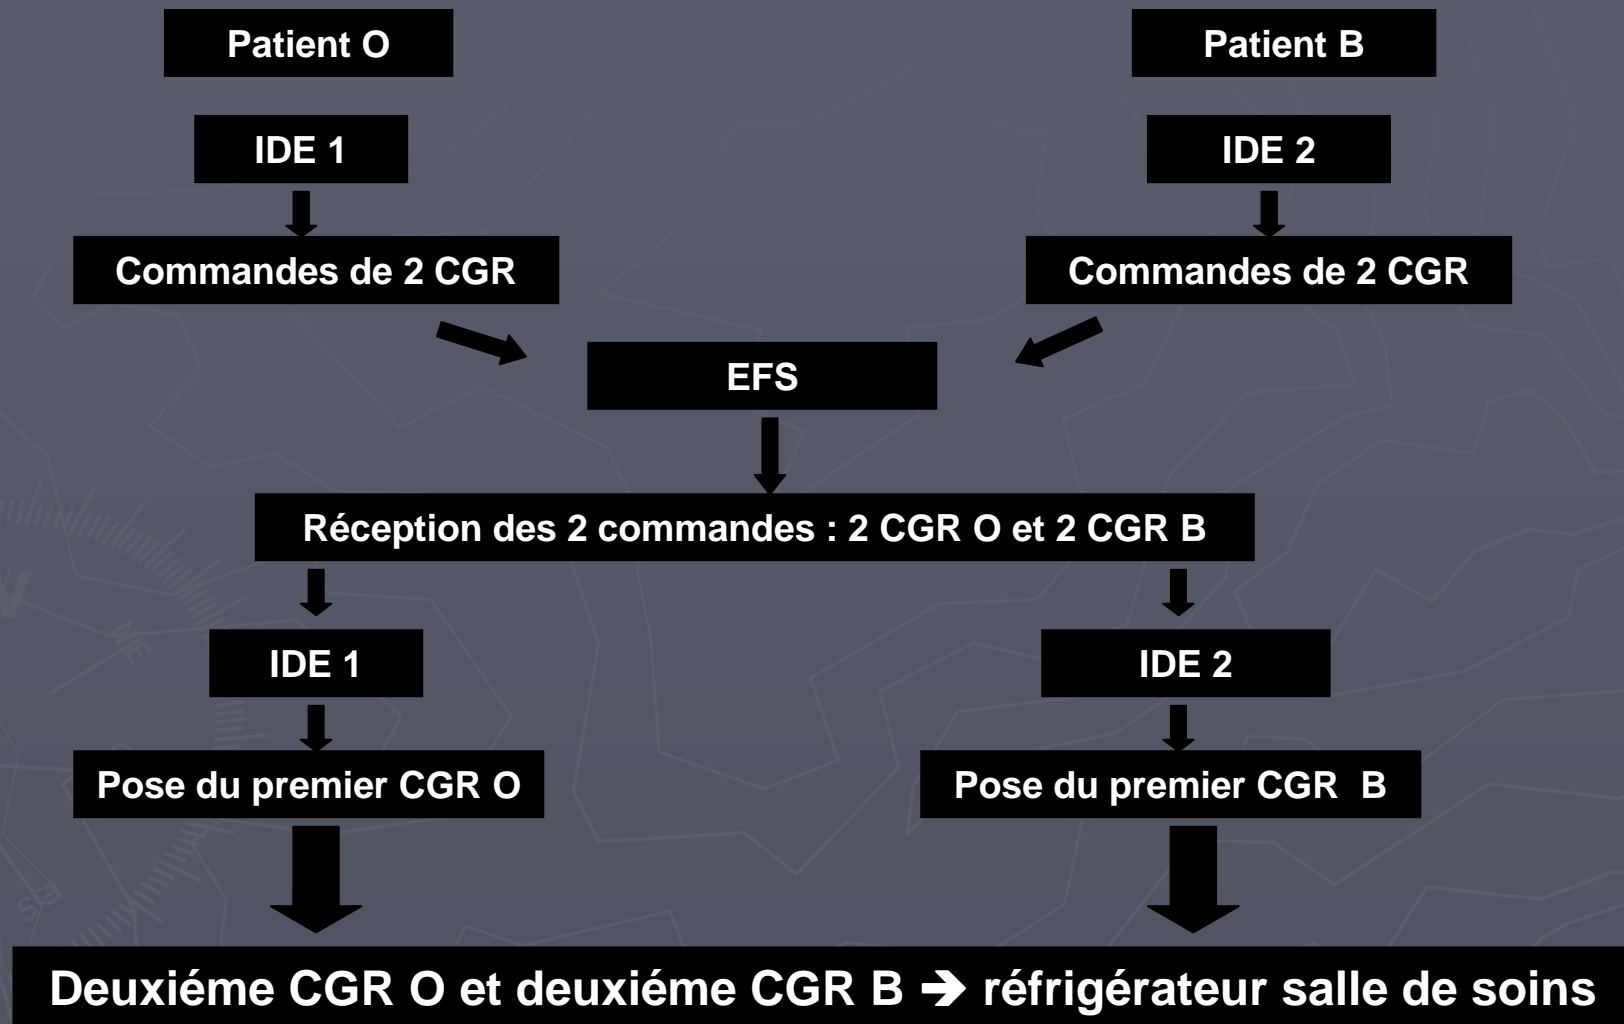 Patient O
Patient B
IDE 1
IDE 2
Commandes de 2 CGR
Commandes de 2 CGR
EFS
Réception des 2 commandes : 2 CGR O et 2 CGR B
IDE 1
IDE 2
Pose du premier CGR O
Pose du premier CGR B
Deuxiéme CGR O et deuxiéme CGR B ➔ réfrigérateur salle de soins